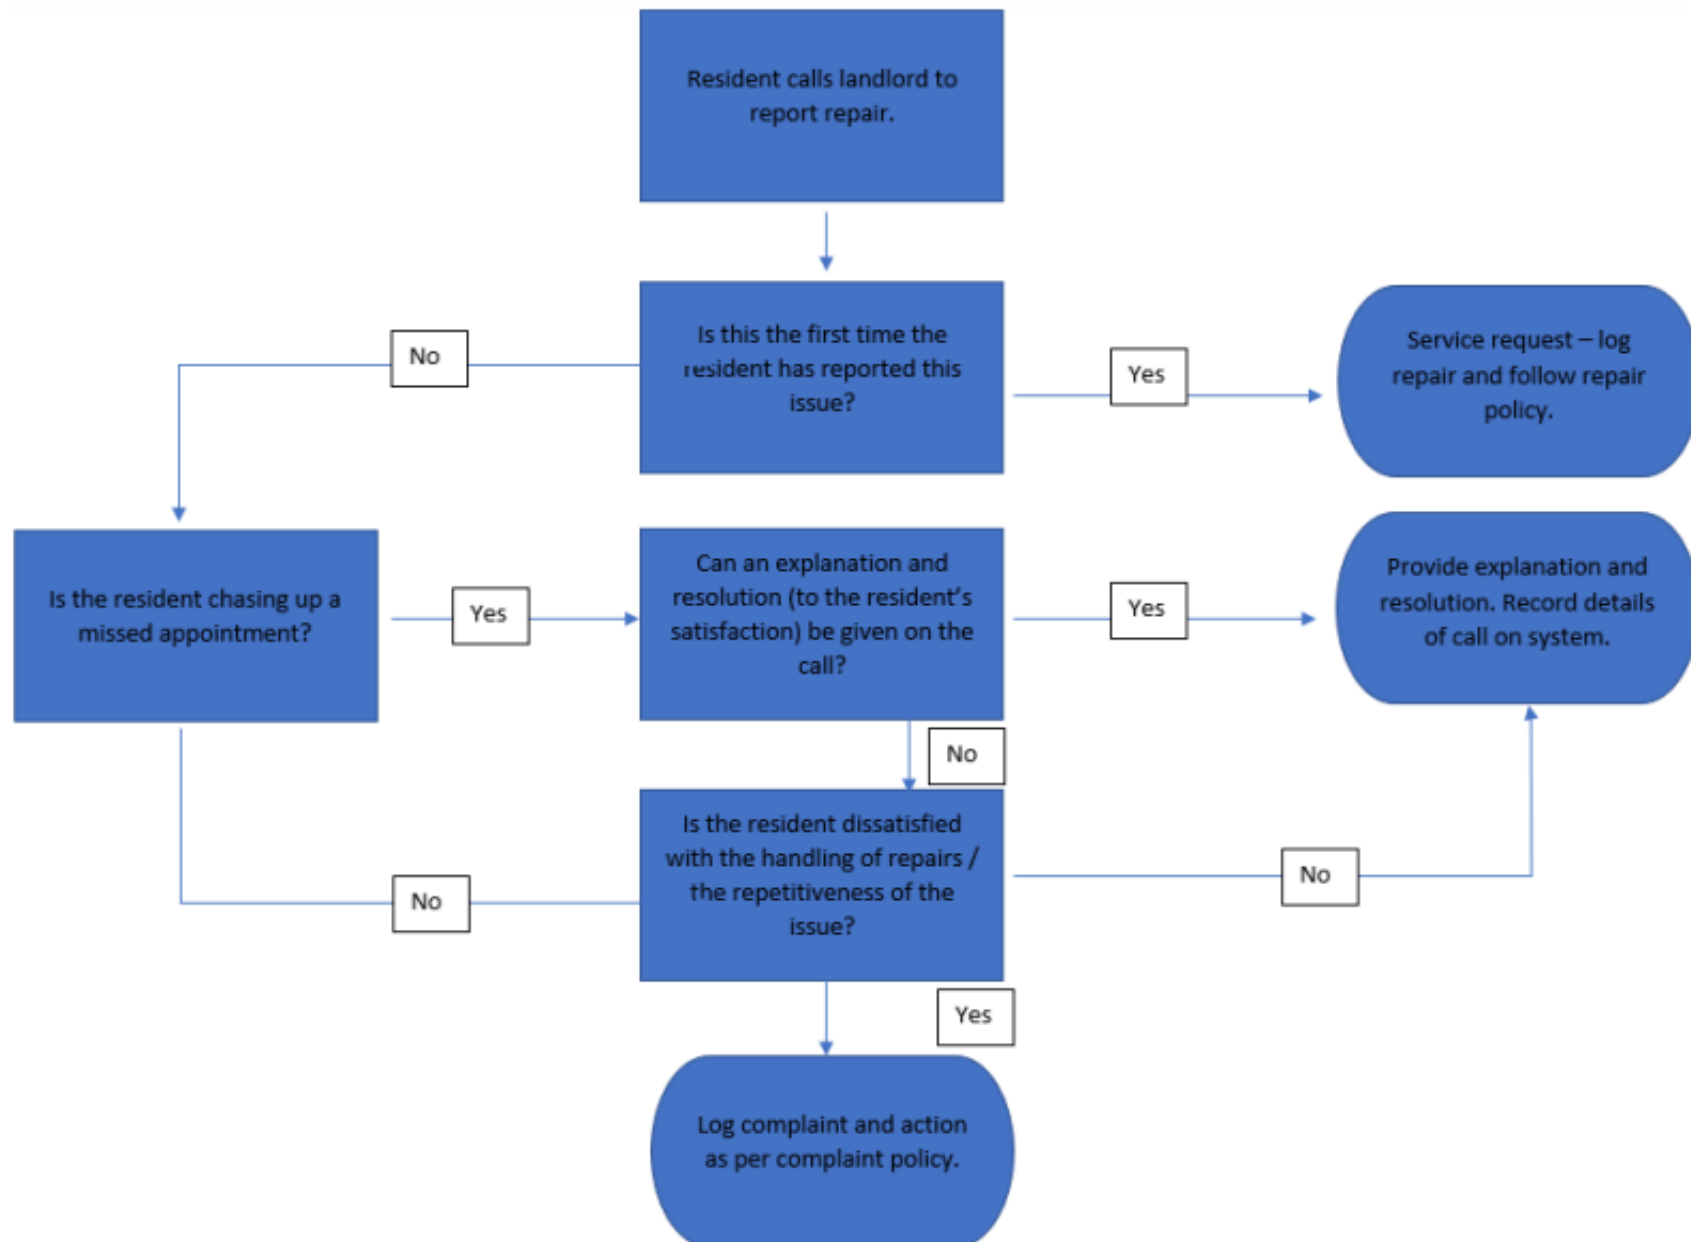 Resident calls landlord to
report repair.
Is this the first time the
resident has reported this
issue?
No
Yes
Service request – log
repair and follow repair
policy.
Is the resident chasing up a
missed appointment?
Yes
Can an explanation and
resolution (to the resident’s
satisfaction) be given on the
call?
Yes
Provide explanation and
resolution. Record details
of call on system.
No
Is the resident dissatisfied
with the handling of repairs /
the repetitiveness of the
issue?
No
No
Yes
Log complaint and action
as per complaint policy.